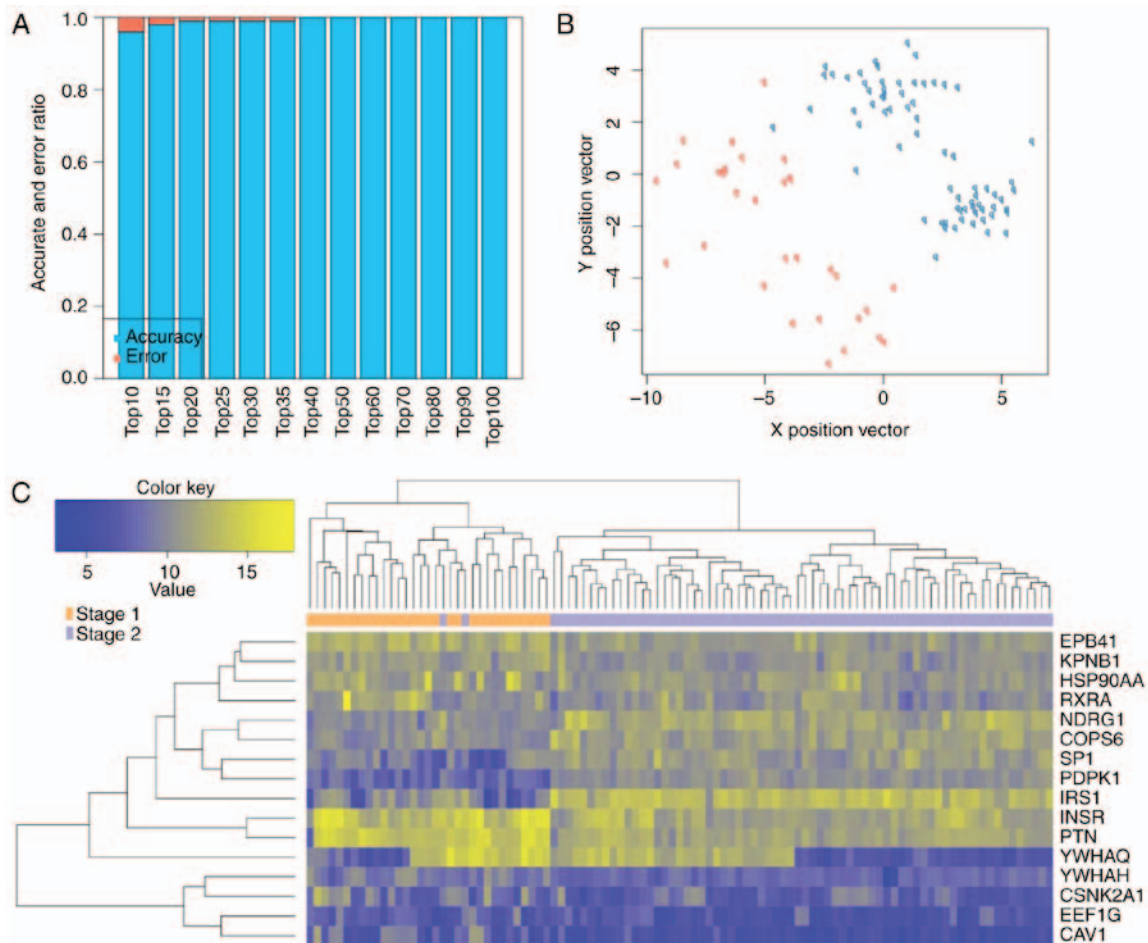 A
1.0
0.8
0.6
0.4
0.2
0.0
Accurate and error ratio
Accuracy
Error
Top10
Top15
Top20
Top25
Top30
Top35
Top40
Top50
Top60
Top70
Top80
Top90
Top100
B
4
2
0
−2
−4
−6
Y position vector
−10
−5
0
5
X position vector
C
Color key
5
10
15
Value
Stage 1
Stage 2
EPB41
KPNB1
HSP90AA
RXRA
NDRG1
COPS6
SP1
PDPK1
IRS1
INSR
PTN
YWHAQ
YWHAH
CSNK2A1
EEF1G
CAV1